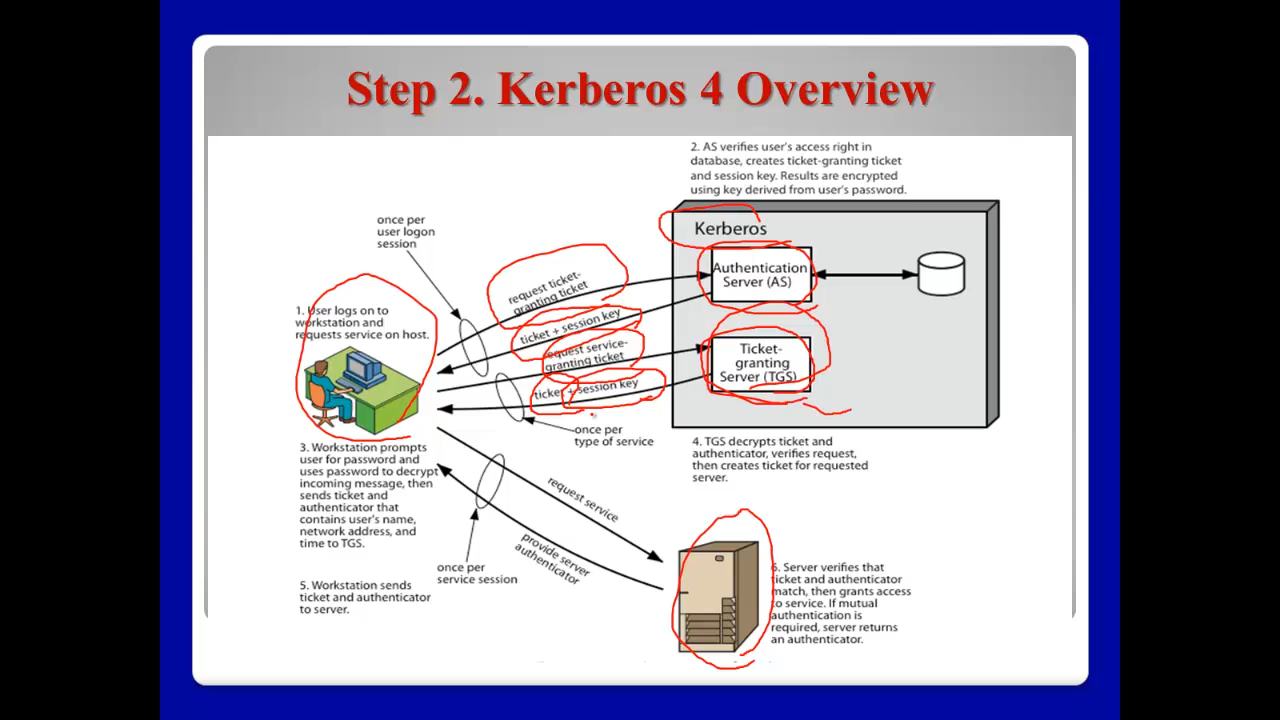 Step 2. Kerberos 4 Overview
2. AS verifies user's access right in
database, creates ticket-granting ticket
and session key. Results are encrypted
using key derived from user's password.
once per
user logon
session
Kerberos
Authentication
Server (AS)
request ticket-
granting ticket
ticket + session key
request service-
granting ticket
ticket + session key
Ticket-
granting
Server (TGS)
1. User logs on to
workstation and
requests service on host.
once per
type of service
3. Workstation prompts
user for password and
uses password to decrypt
incoming message, then
sends ticket and
authenticator that
contains user's name,
network address, and
time to TGS.
4. TGS decrypts ticket and
authenticator, verifies request,
then creates ticket for requested
server.
request service
provide server
authenticator
once per
service session
5. Workstation sends
ticket and authenticator
to server.
6. Server verifies that
ticket and authenticator
match, then grants access
to service. If mutual
authentication is
required, server returns
an authenticator.